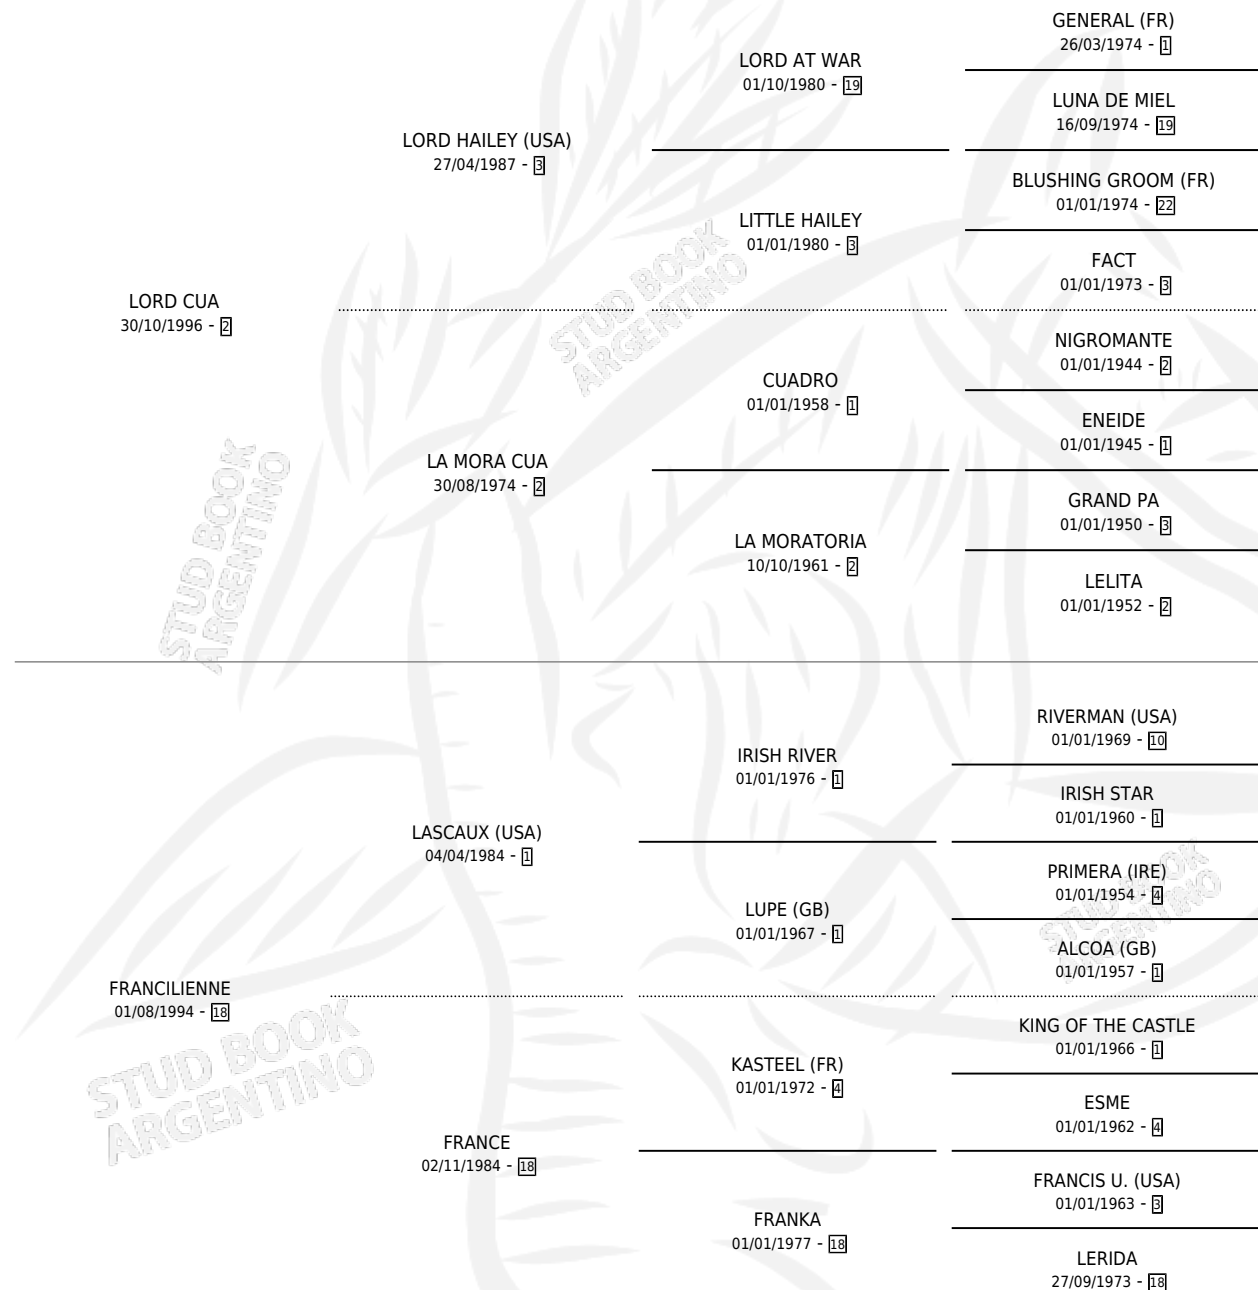 GENERAL (FR)
26/03/1974 - 1
LORD AT WAR
01/10/1980 - 19
LUNA DE MIEL
16/09/1974 - 19
LORD HAILEY (USA)
27/04/1987 - 3
BLUSHING GROOM (FR)
01/01/1974 - 22
LITTLE HAILEY
01/01/1980 - 3
FACT
01/01/1973 - 3
LORD CUA
30/10/1996 - 2
NIGROMANTE
01/01/1944 - 2
CUADRO
01/01/1958 - 1
ENEIDE
01/01/1945 - 1
LA MORA CUA
30/08/1974 - 2
GRAND PA
01/01/1950 - 3
LA MORATORIA
10/10/1961 - 2
LELITA
01/01/1952 - 2
RIVERMAN (USA)
01/01/1969 - 10
IRISH RIVER
01/01/1976 - 1
IRISH STAR
01/01/1960 - 1
LASCAUX (USA)
04/04/1984 - 1
PRIMERA (IRE)
01/01/1954 - 4
LUPE (GB)
01/01/1967 - 1
ALCOA (GB)
01/01/1957 - 1
FRANCILIENNE
01/08/1994 - 18
KING OF THE CASTLE
01/01/1966 - 1
KASTEEL (FR)
01/01/1972 - 4
ESME
01/01/1962 - 4
FRANCE
02/11/1984 - 18
FRANCIS U. (USA)
01/01/1963 - 3
FRANKA
01/01/1977 - 18
LERIDA
27/09/1973 - 18
STUD BOOK
ARGENTINO
STUD BOOK
ARGENTINO
STUD BOOK
ARGENTINO
STUD BOOK
ARGENTINO